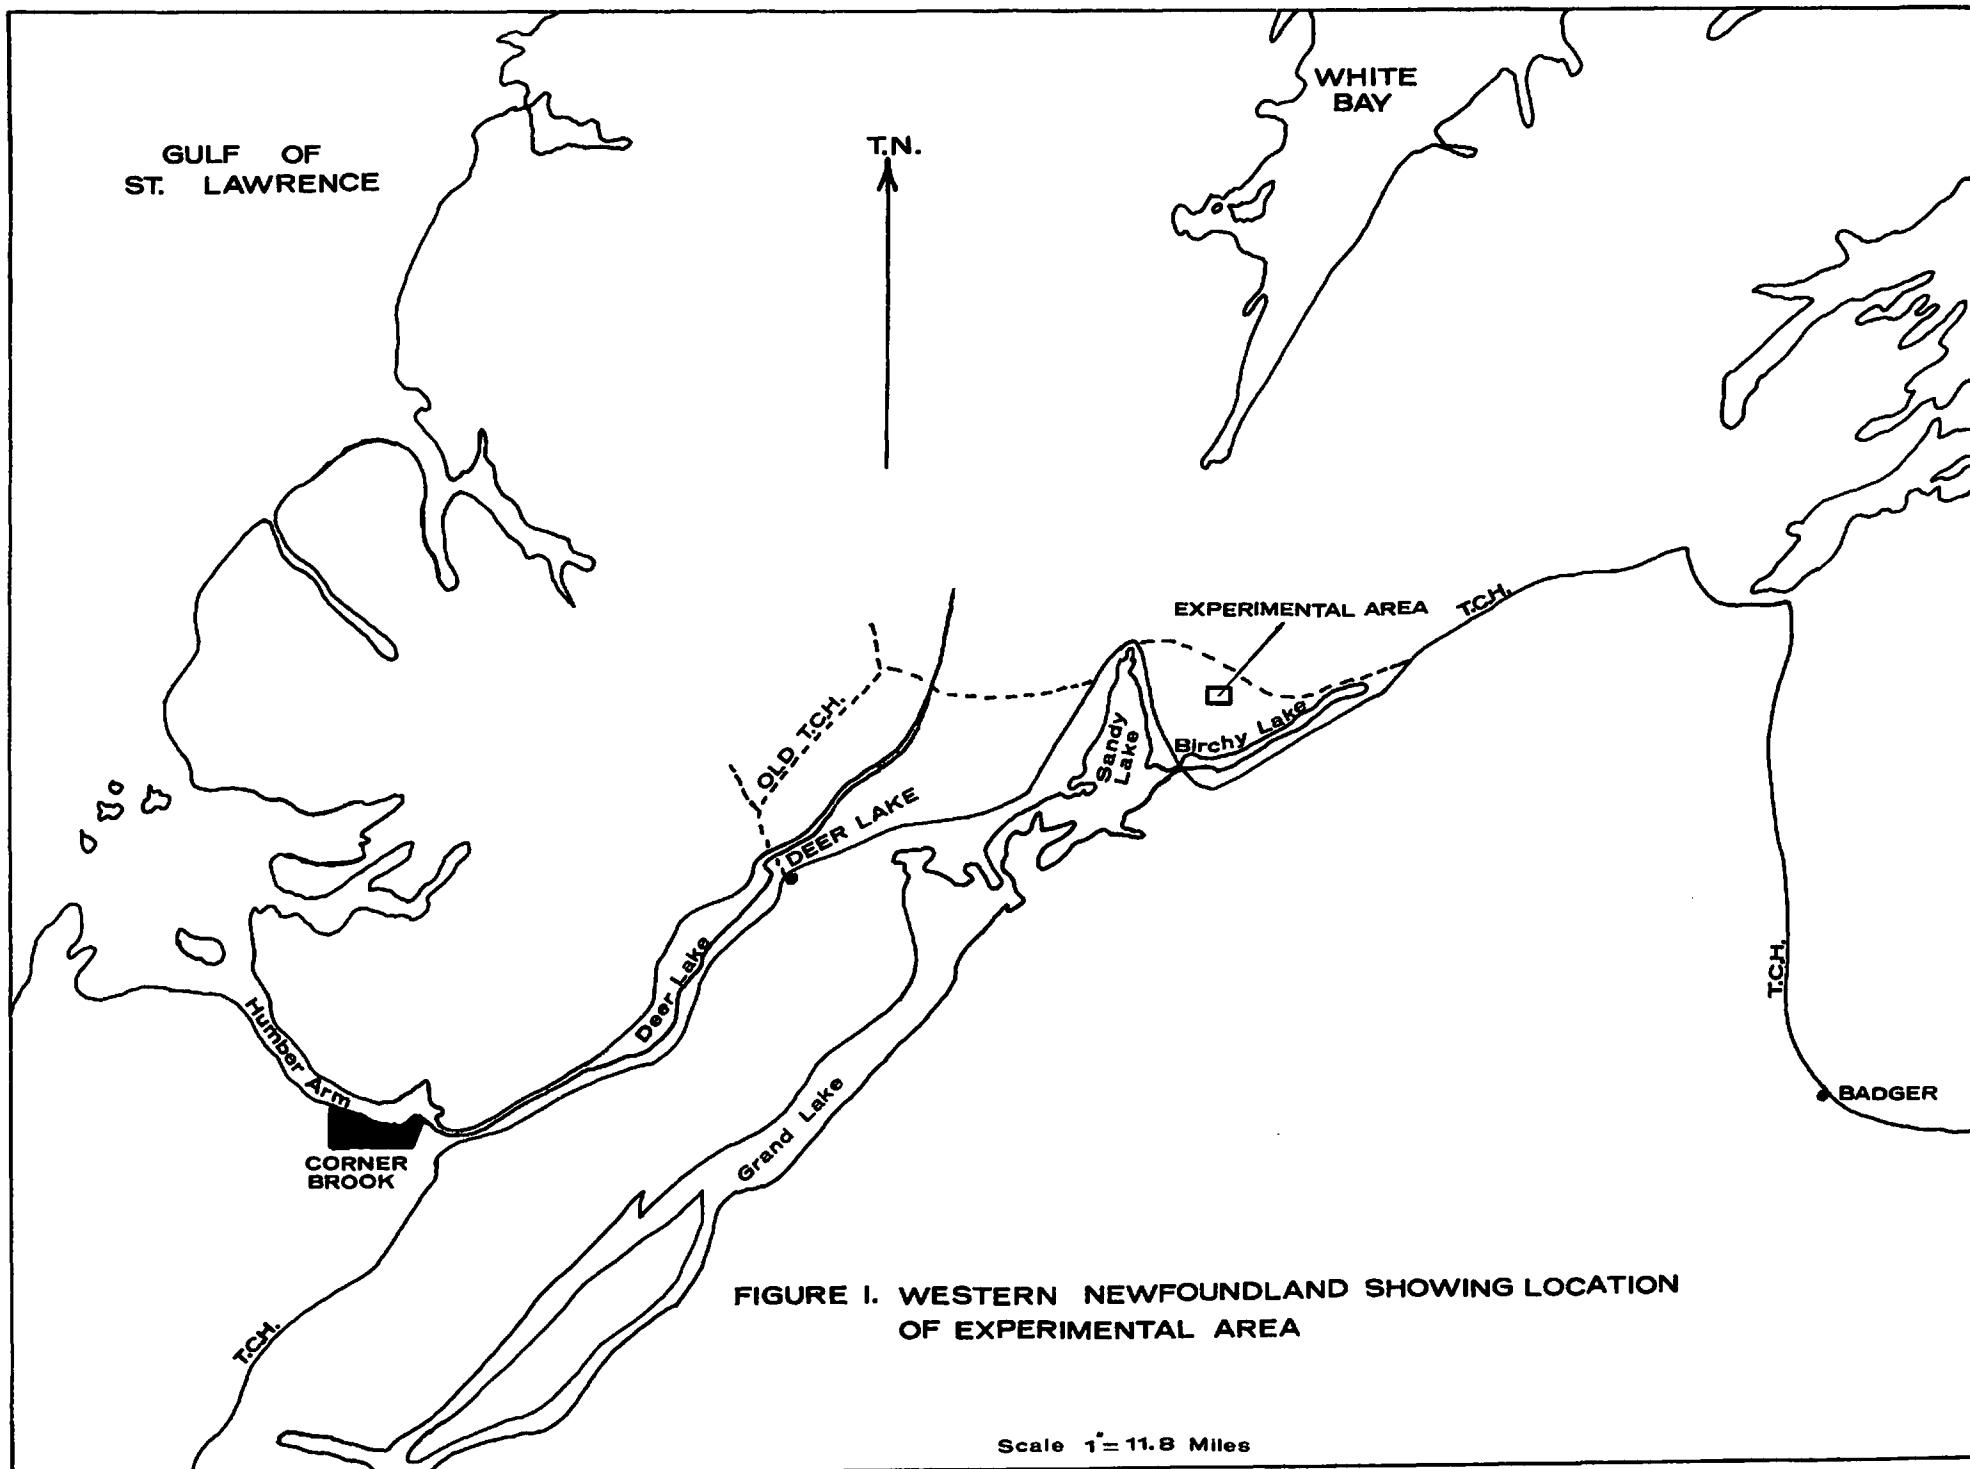 WHITE
BAY
GULF OF
ST. LAWRENCE
T.N.
EXPERIMENTAL AREA
T.C.H.
OLD T.C.H.
Sandy
Lake
Birchy Lake
DEER LAKE
Deer Lake
Humber Arm
T.C.H.
Grand Lake
BADGER
CORNER
BROOK
T.C.H.
FIGURE I. WESTERN NEWFOUNDLAND SHOWING LOCATION
OF EXPERIMENTAL AREA
Scale 1"= 11.8 Miles